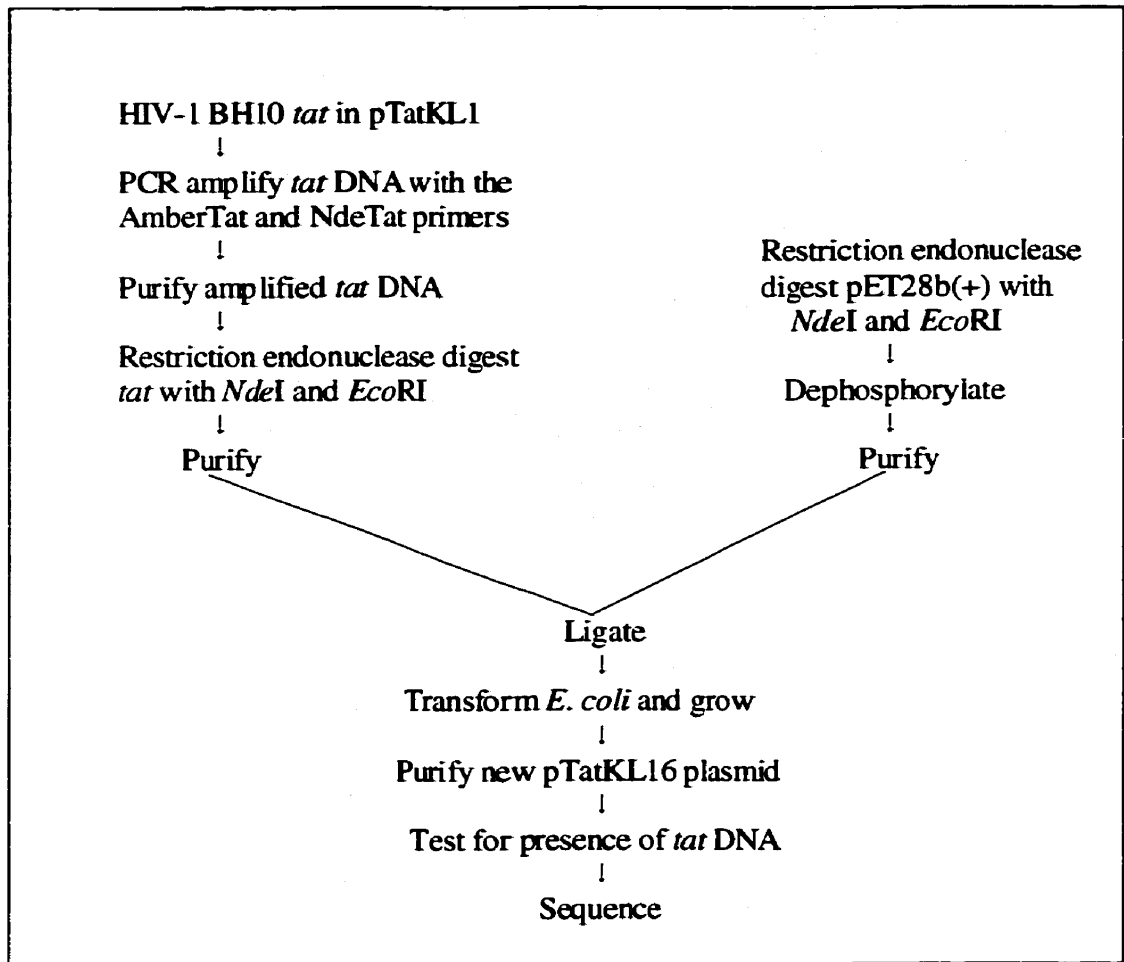 HIV-1 BH10 tat in pTatKL1
↓
PCR amplify tat DNA with the
AmberTat and NdeTat primers
↓
Purify amplified tat DNA
↓
Restriction endonuclease digest
tat with NdeI and EcoRI
↓
Purify
Restriction endonuclease
digest pET28b(+) with
NdeI and EcoRI
↓
Dephosphorylate
↓
Purify
Ligate
↓
Transform E. coli and grow
↓
Purify new pTatKL16 plasmid
↓
Test for presence of tat DNA
↓
Sequence